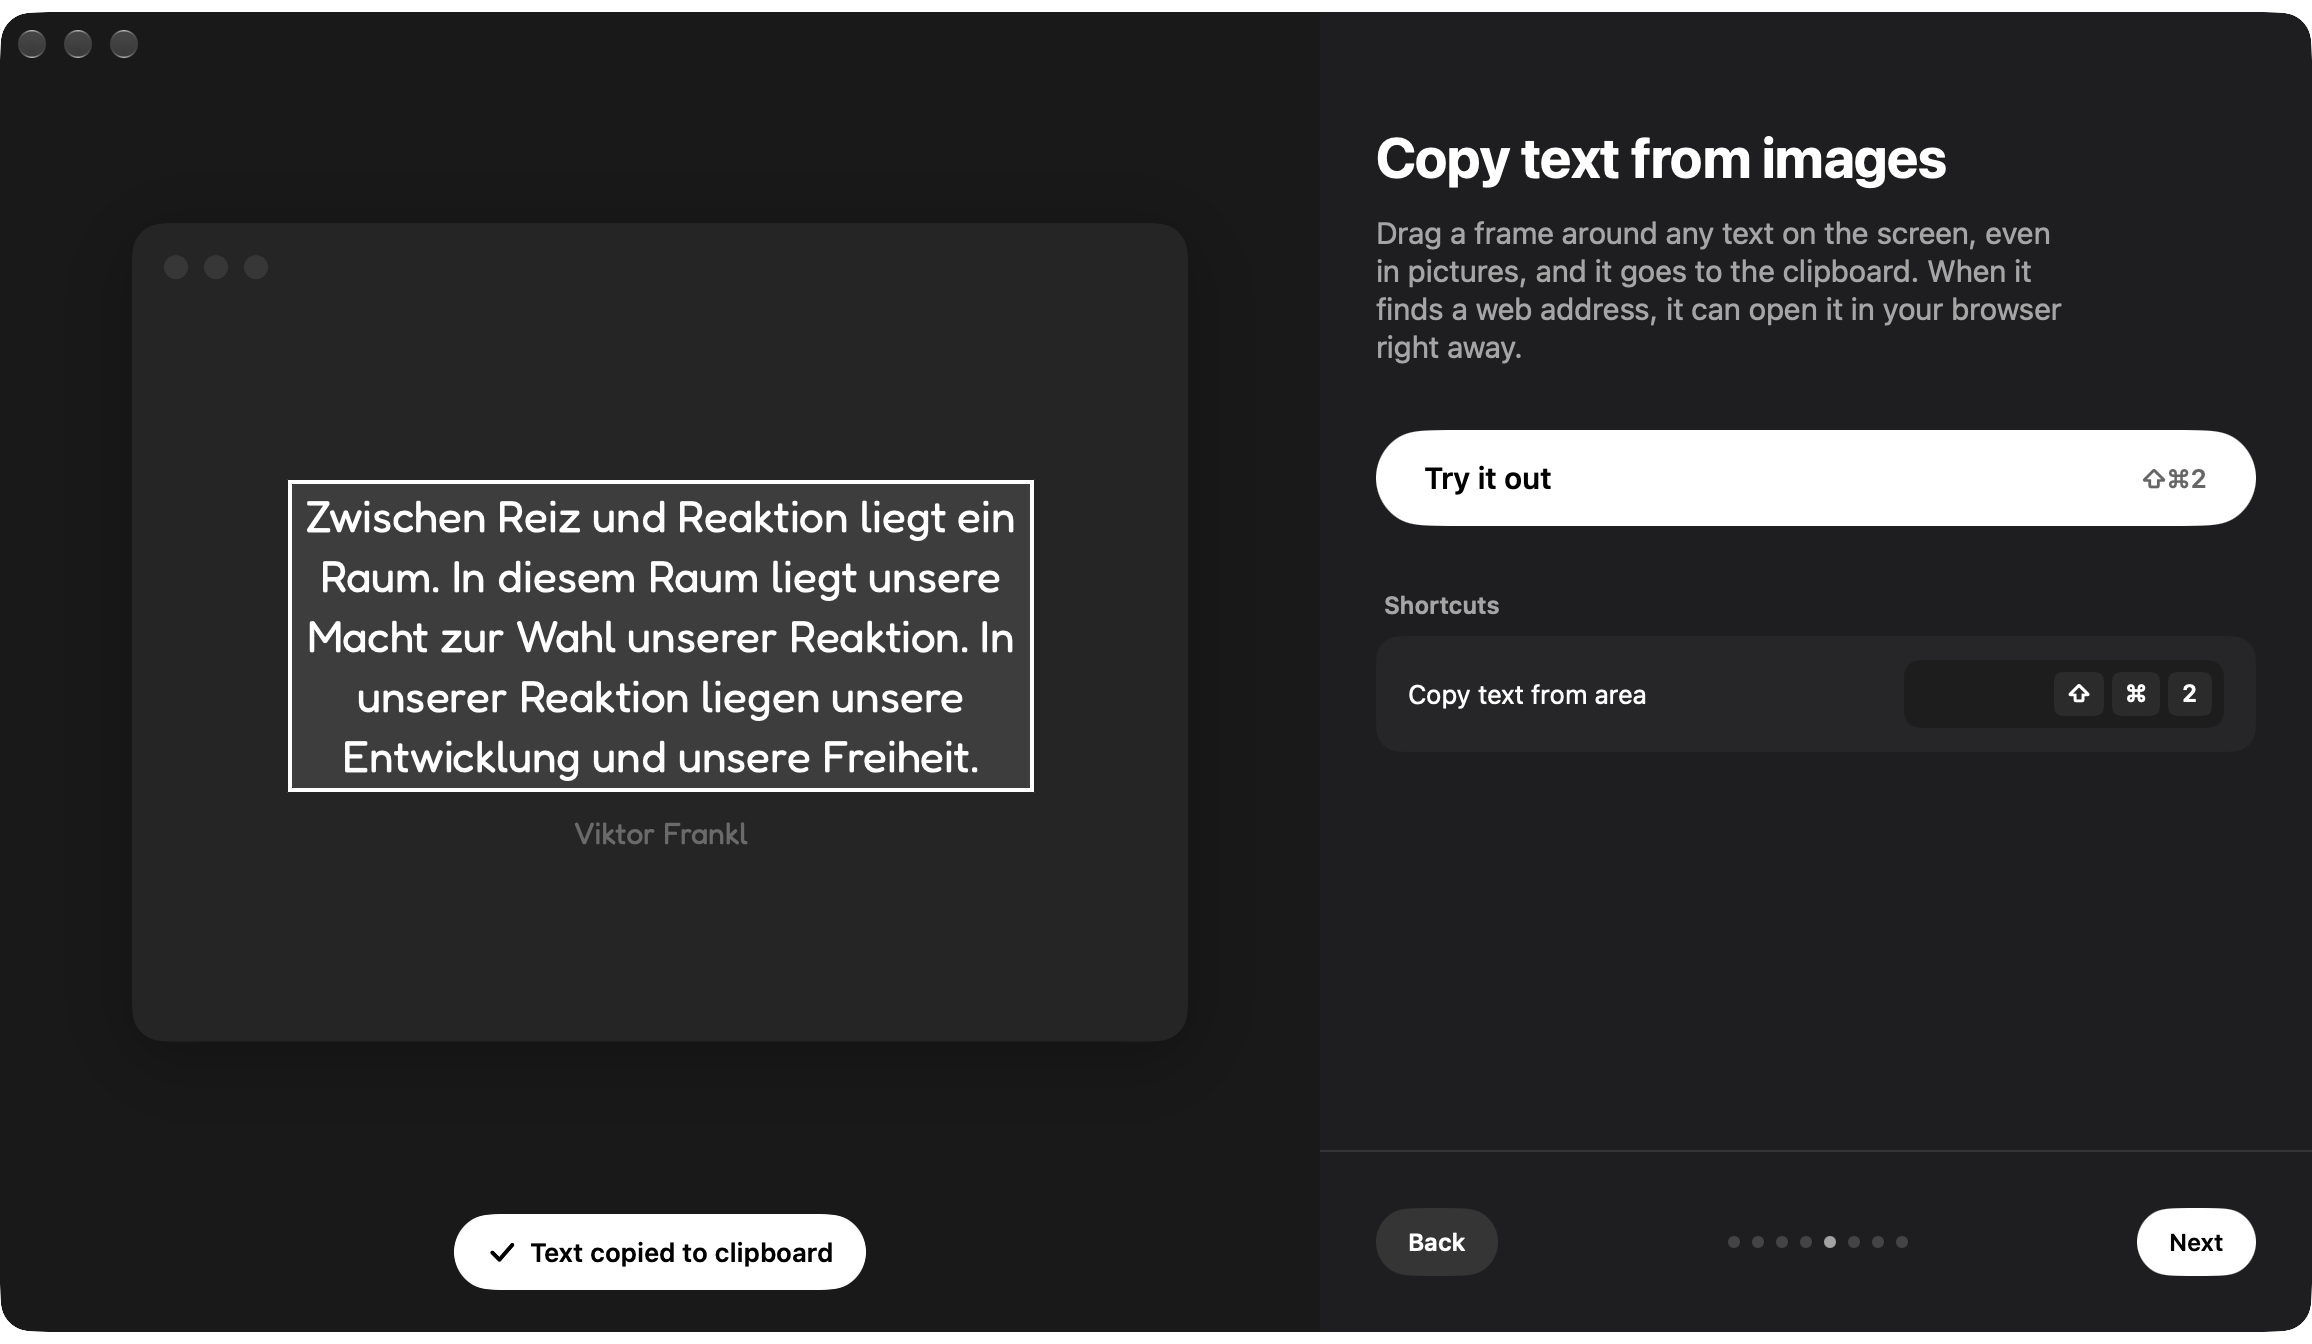 Zwischen Reiz und Reaktion liegt ein
Raum. In diesem Raum liegt unsere
Macht zur Wahl unserer Reaktion. In
unserer Reaktion liegen unsere
Entwicklung und unsere Freiheit.
Viktor Frankl
Text copied to clipboard
Copy text from images
Drag a frame around any text on the screen, even
in pictures, and it goes to the clipboard. When it
finds a web address, it can open it in your browser
right away.
Try it out ⇧⌘2
Shortcuts
Copy text from area ⇧ ⌘ 2
Back Next